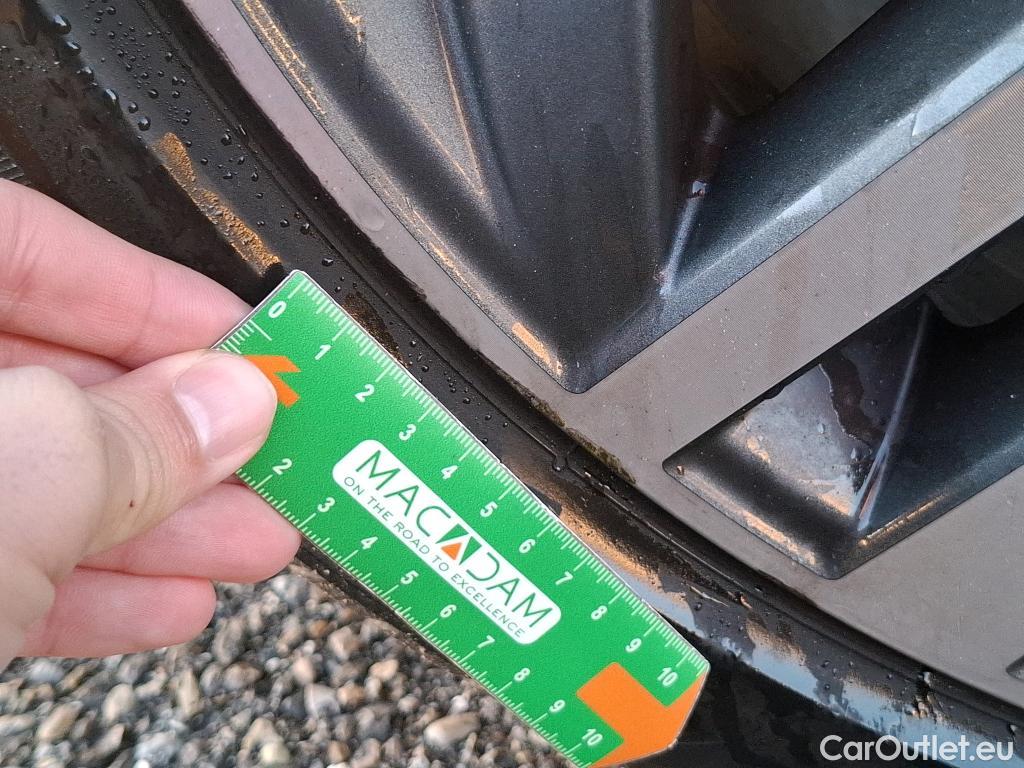 0 1 2 3 4 5 6 7 8 9 10
MACADAM
ON THE ROAD TO EXCELLENCE
2 3 4 5 6 7 8 9 10
CarOutlet.eu